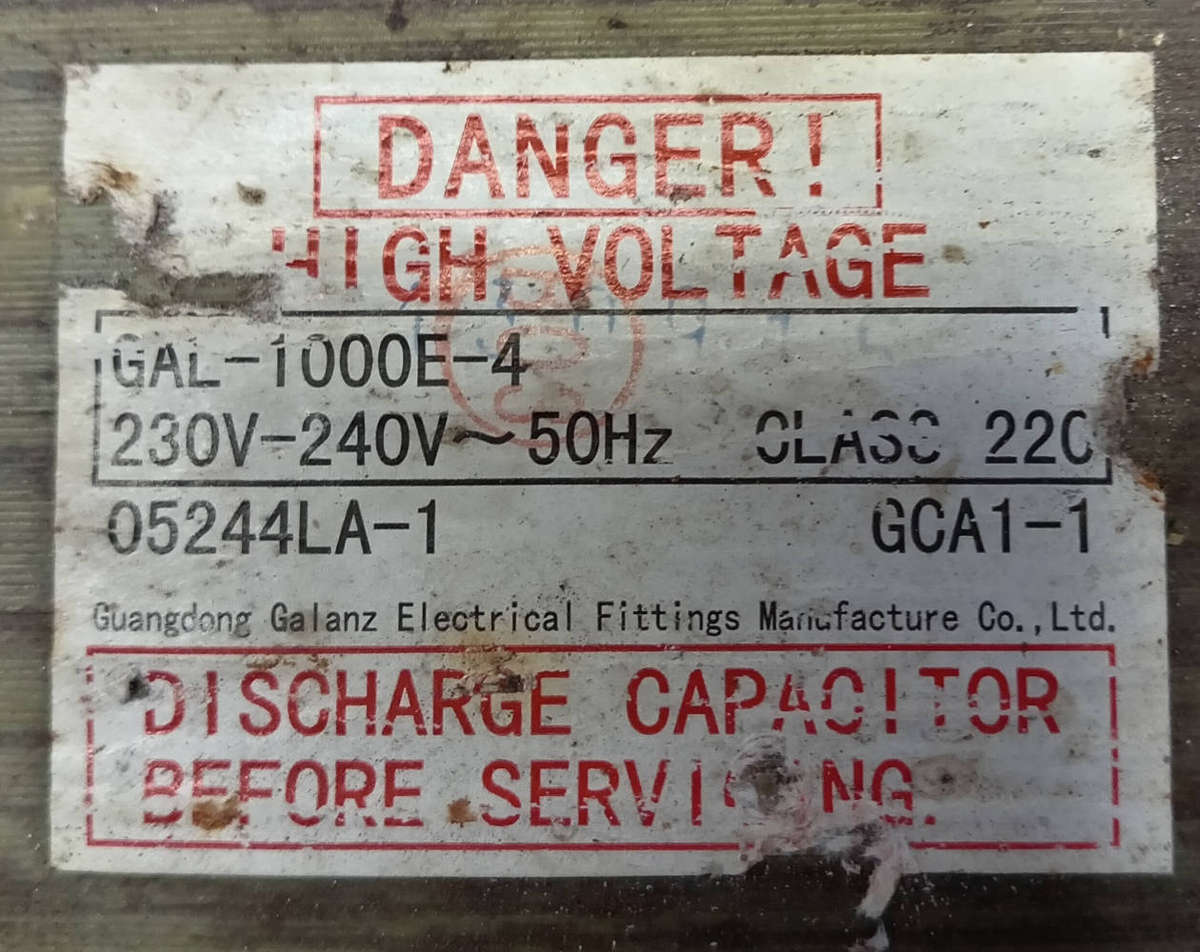 DANGER!
HIGH VOLTAGE
GAL-1000E-4
230V-240V~50Hz CLASS 220
05244LA-1 GCA1-1
Guangdong Galanz Electrical Fittings Manufacture Co.,Ltd.
DISCHARGE CAPACITOR
BEFORE SERVICING.